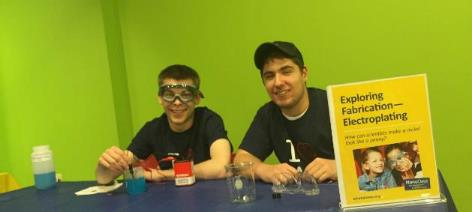 Exploring
Fabrication—
Electroplating
How can scientists make a nickel
look like a penny?